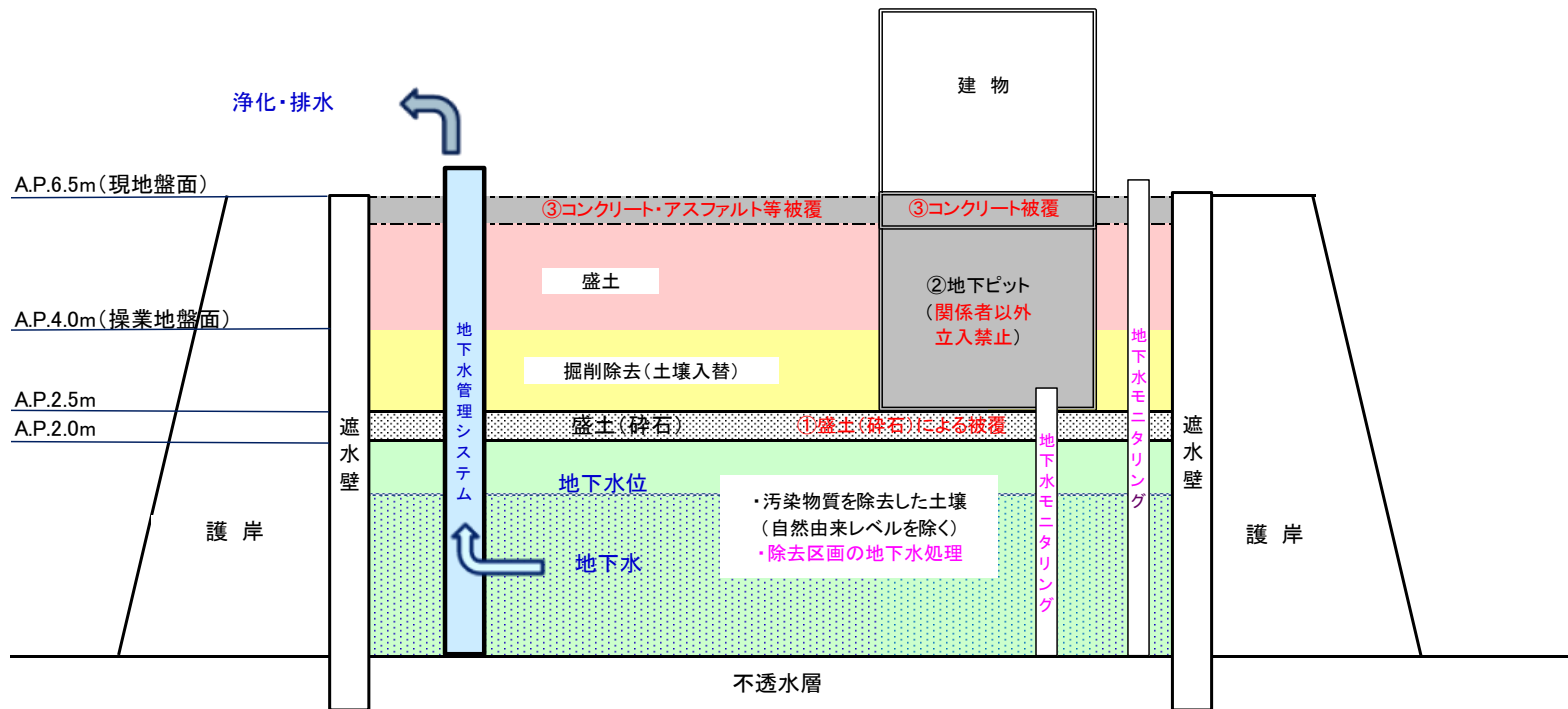 建 物
浄化・排水
A.P.6.5m(現地盤面)
③コンクリート・アスファルト等被覆
③コンクリート被覆
盛土
②地下ピット
(関係者以外
立入禁止)
A.P.4.0m(操業地盤面)
地下水管理システム
地下水モニタリング
掘削除去(土壌入替)
A.P.2.5m
盛土(砕石)
①盛土(砕石)による被覆
A.P.2.0m
遮水壁
遮水壁
地下水モニタリング
地下水位
・汚染物質を除去した土壌
(自然由来レベルを除く)
・除去区画の地下水処理
護 岸
護 岸
地下水
不透水層